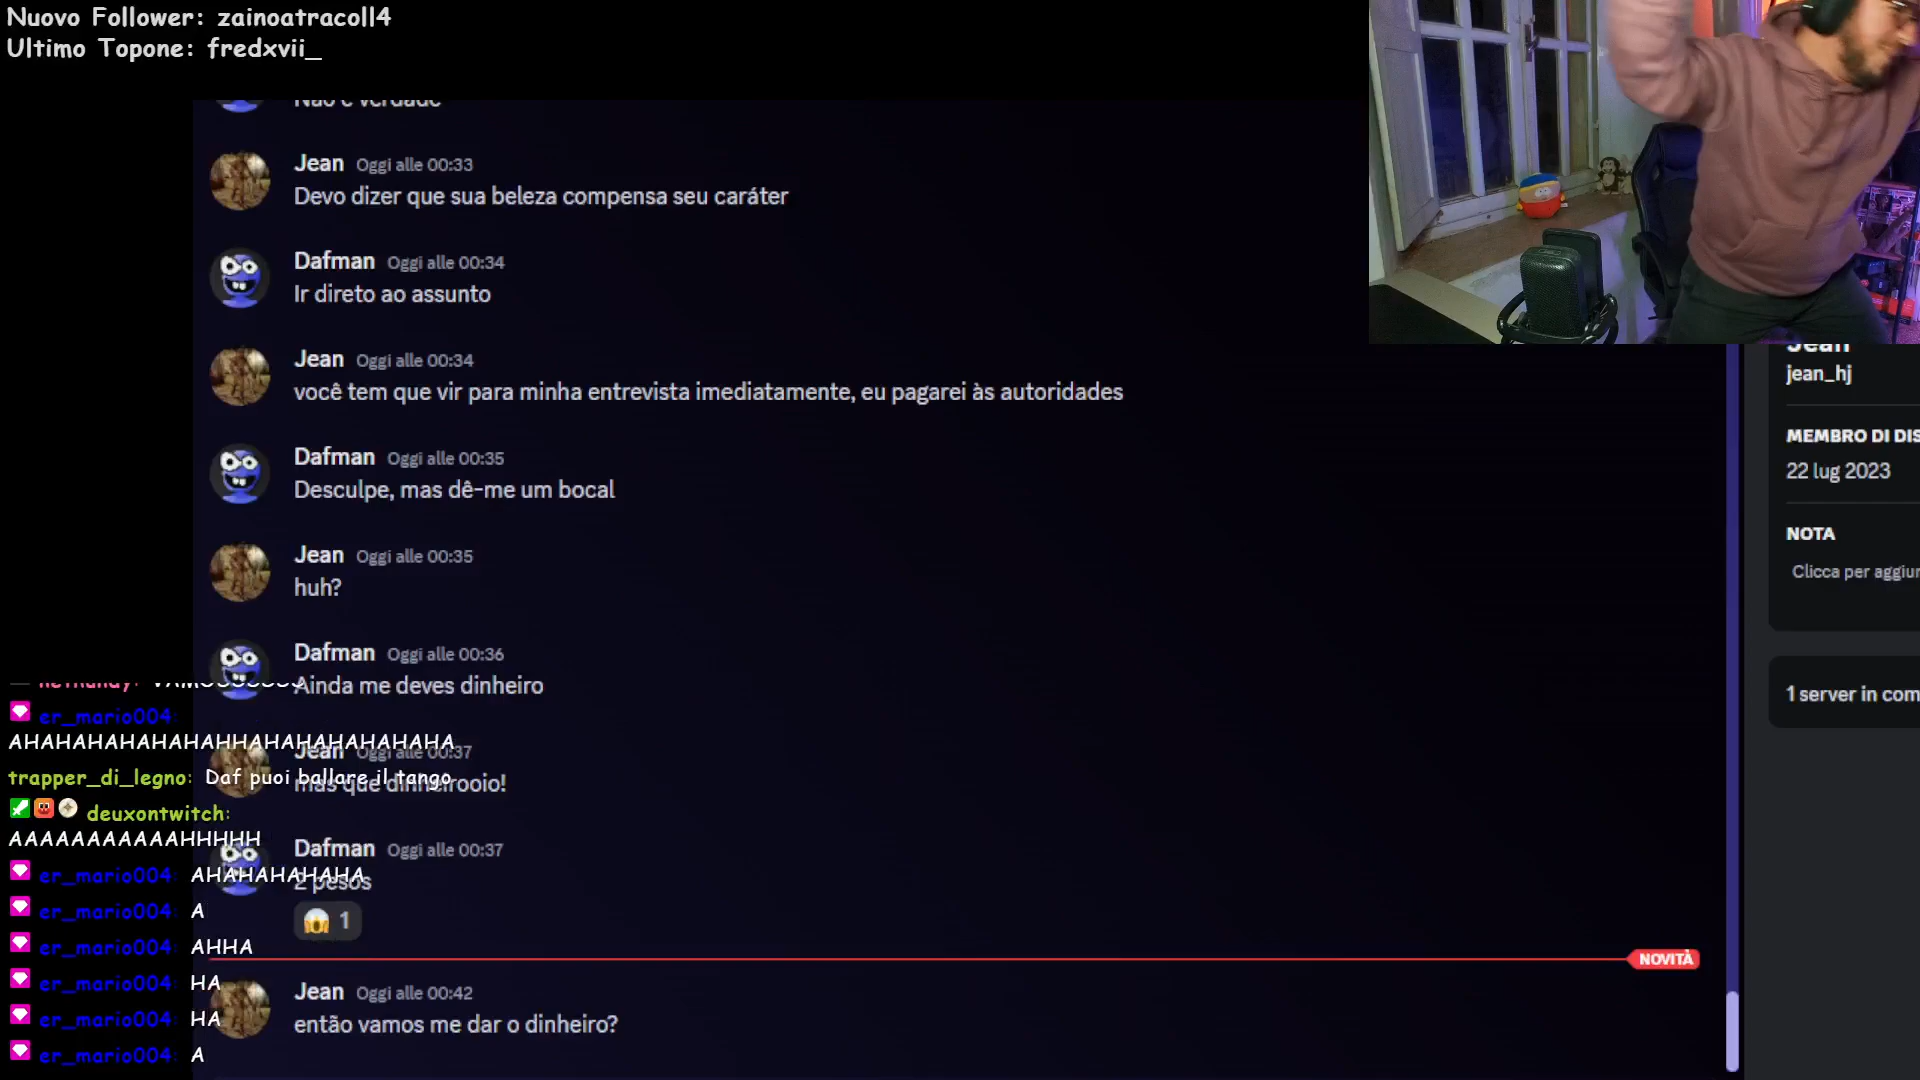 Nuovo Follower: zainoatracoll4
Ultimo Topone: fredxvii_
Não é verdade
Jean Oggi alle 00:33
Devo dizer que sua beleza compensa seu caráter
Dafman Oggi alle 00:34
Ir direto ao assunto
Jean Oggi alle 00:34
você tem que vir para minha entrevista imediatamente, eu pagarei às autoridades
Dafman Oggi alle 00:35
Desculpe, mas dê-me um bocal
Jean Oggi alle 00:35
huh?
Dafman Oggi alle 00:36
Ainda me deves dinheiro
Jean Oggi alle 00:37
mas que dinheirooio!
Dafman Oggi alle 00:37
2 pesos
1
NOVITÀ
Jean Oggi alle 00:42
então vamos me dar o dinheiro?
er_mario004:
AHAHAHAHAHAHAHHAHAHAHAHAHAHA
trapper_di_legno: Daf puoi ballare il tango
deuxontwitch:
AAAAAAAAAAAHHHHH
er_mario004: AHAHAHAHAHA
er_mario004: A
er_mario004: AHHA
er_mario004: HA
er_mario004: HA
er_mario004: A
Jean
jean_hj
MEMBRO DI DIS
22 lug 2023
NOTA
Clicca per aggiun
1 server in com